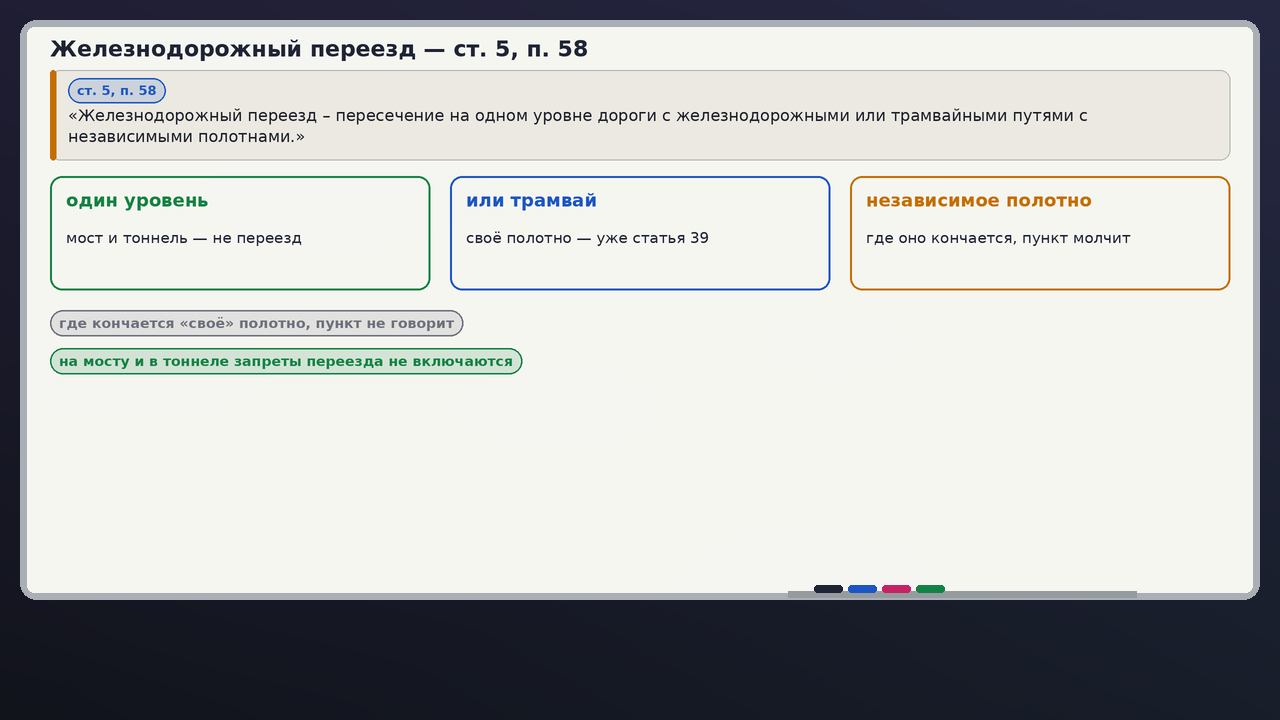 Железнодорожный переезд — ст. 5, п. 58
ст. 5, п. 58
«Железнодорожный переезд – пересечение на одном уровне дороги с железнодорожными или трамвайными путями с
независимыми полотнами.»
один уровень
мост и тоннель — не переезд
или трамвай
своё полотно — уже статья 39
независимое полотно
где оно кончается, пункт молчит
где кончается «своё» полотно, пункт не говорит
на мосту и в тоннеле запреты переезда не включаются